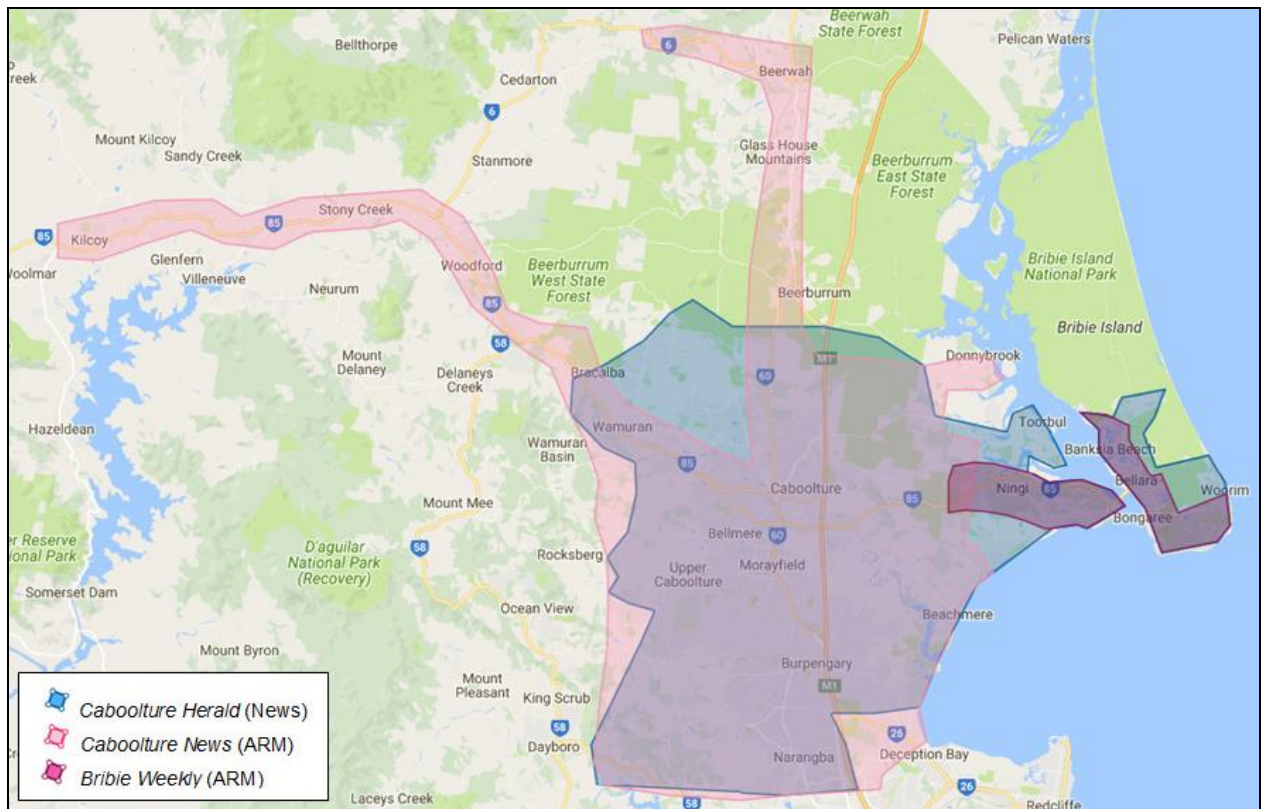 Beerwah
State Forest
Pelican Waters
Bellthorpe
6
Beerwah
Cedarton
6
Mount Kilcoy
Sandy Creek
Stanmore
Glass House
Mountains
Beerburrum
East State
Forest
85
Kilcoy
85
Stony Creek
Glenfern
Villeneuve
Woodford
Neurum
85
Beerburrum
West State
Forest
Beerburrum
Bribie Island
National Park
Bribie Island
58
Mount
Delaney
Delaneys
Creek
Bracalba
60
M1
Donnybrook
Hazeldean
Wamuran
Wamuran
Basin
Toorbul
Banksia Beach
85
Caboolture
85
Ningi
85
Bellara
Woorim
Bongaree
Mount Mee
Bellmere
60
58
D'aguilar
National Park
(Recovery)
Rocksberg
Upper
Caboolture
Morayfield
National Park
Somerset Dam
Ocean View
Beachmere
Mount Byron
Mount
Pleasant
King Scrub
Burpengary
M1
58
Dayboro
Narangba
26
Deception Bay
26
Laceys Creek
58
Redcliffe
Caboolture Herald (News)
Caboolture News (ARM)
Bribie Weekly (ARM)